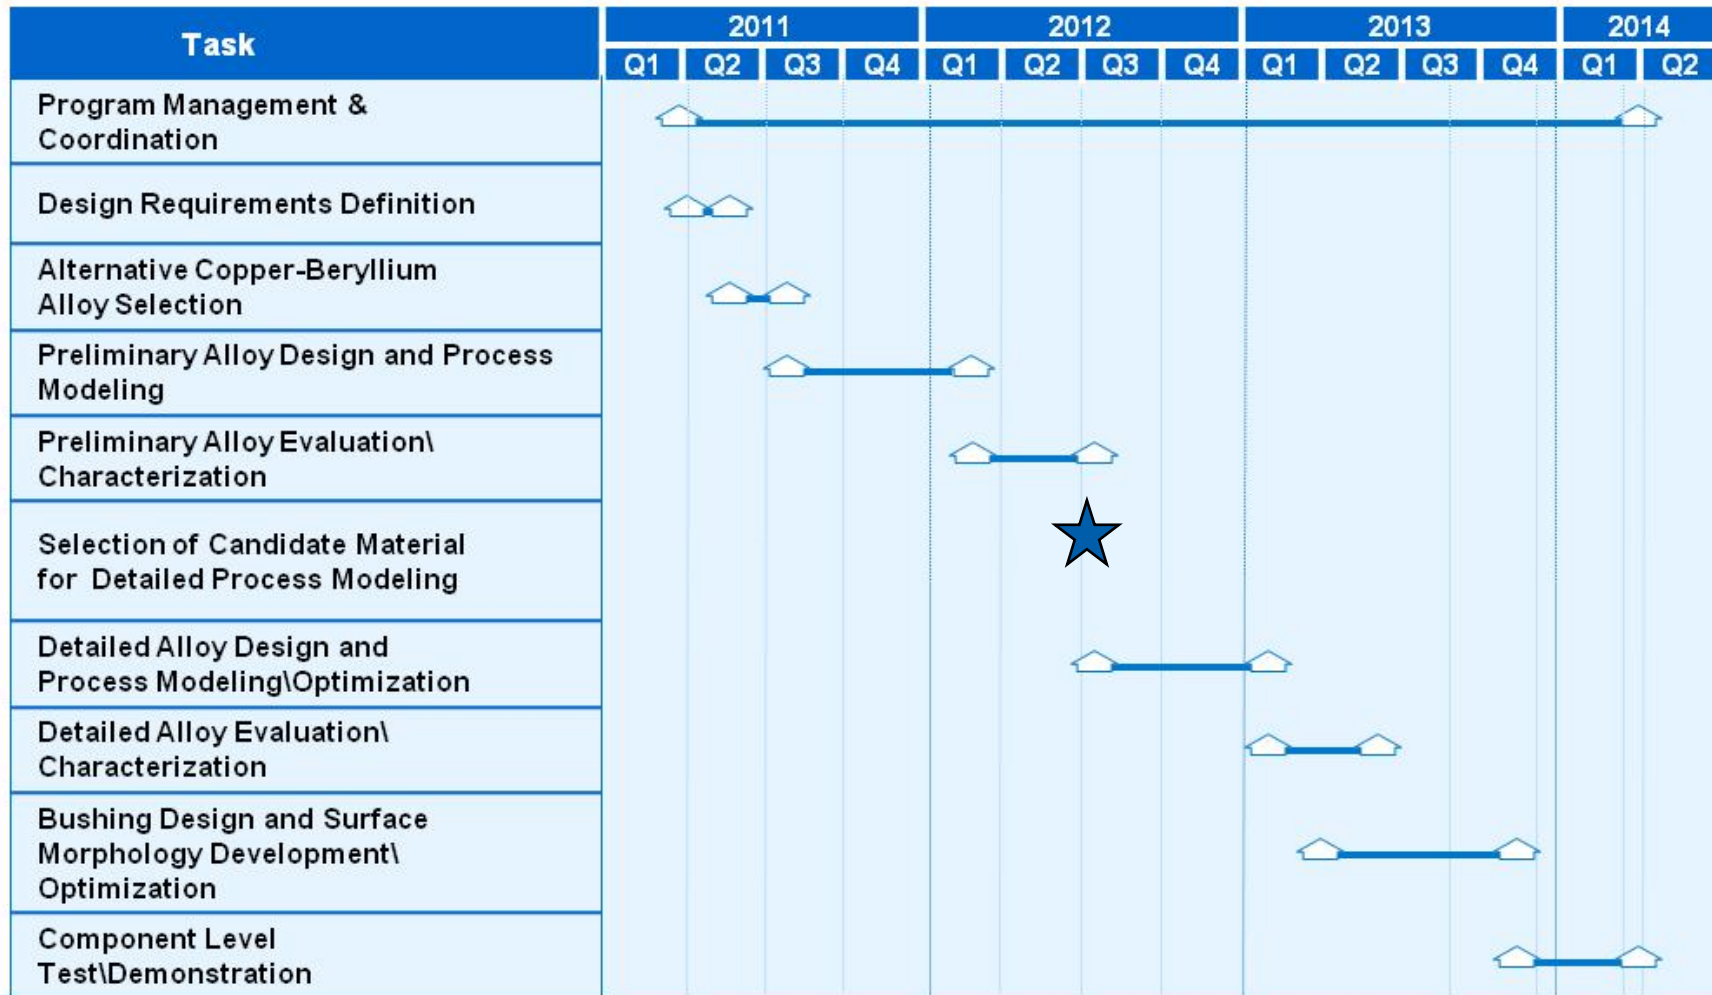 Task
2011
2012
2013
2014
Q1 Q2 Q3 Q4 Q1 Q2 Q3 Q4 Q1 Q2 Q3 Q4 Q1 Q2
Program Management &
Coordination
Design Requirements Definition
Alternative Copper-Beryllium
Alloy Selection
Preliminary Alloy Design and Process
Modeling
Preliminary Alloy Evaluation\
Characterization
Selection of Candidate Material
for Detailed Process Modeling
Detailed Alloy Design and
Process Modeling\Optimization
Detailed Alloy Evaluation\
Characterization
Bushing Design and Surface
Morphology Development\
Optimization
Component Level
Test\Demonstration